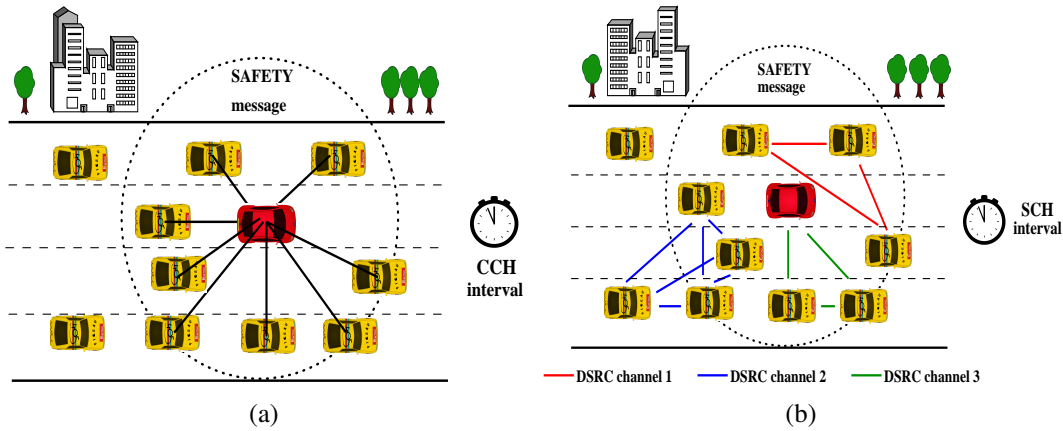 SAFETY
message
CCH
interval
(a)
SAFETY
message
SCH
interval
DSRC channel 1
DSRC channel 2
DSRC channel 3
(b)